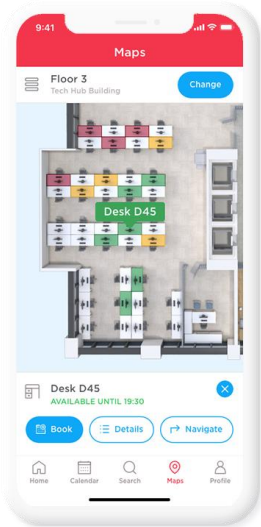 9:41
Maps
Floor 3
Tech Hub Building
Change
Desk D45
Desk D45
AVAILABLE UNTIL 19:30
Book
Details
Navigate
Home
Calendar
Search
Maps
Profile